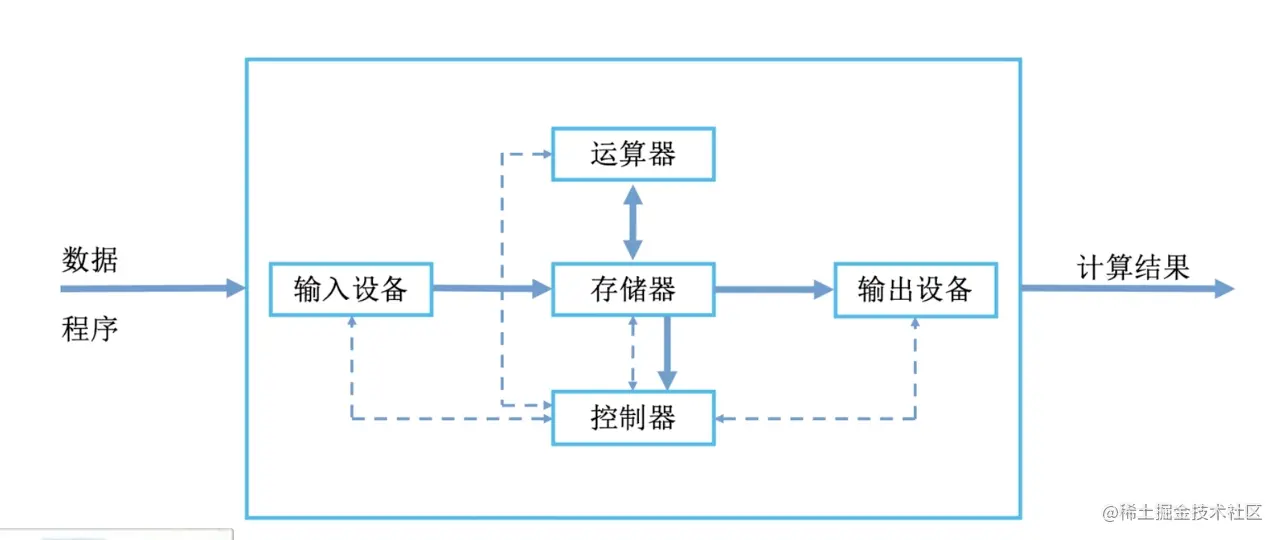 运算器
数据
程序
输入设备
存储器
输出设备
计算结果
控制器
@稀土掘金技术社区